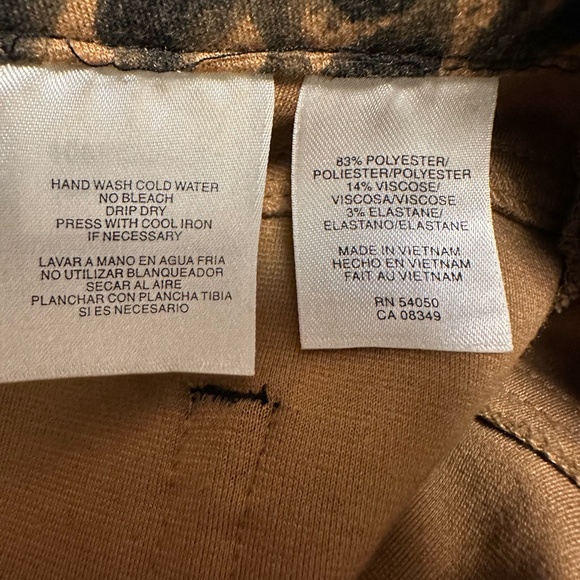 HAND WASH COLD WATER
NO BLEACH
DRIP DRY
PRESS WITH COOL IRON
IF NECESSARY
LAVAR A MANO EN AGUA FRIA
NO UTILIZAR BLANQUEADOR
SECAR AL AIRE
PLANCHAR CON PLANCHA TIBIA
SI ES NECESARIO
83% POLYESTER/
POLIESTER/POLYESTER
14% VISCOSE/
VISCOSA/VISCOSE
3% ELASTANE/
ELASTANO/ELASTANE
MADE IN VIETNAM
HECHO EN VIETNAM
FAIT AU VIETNAM
RN 54050
CA 08349